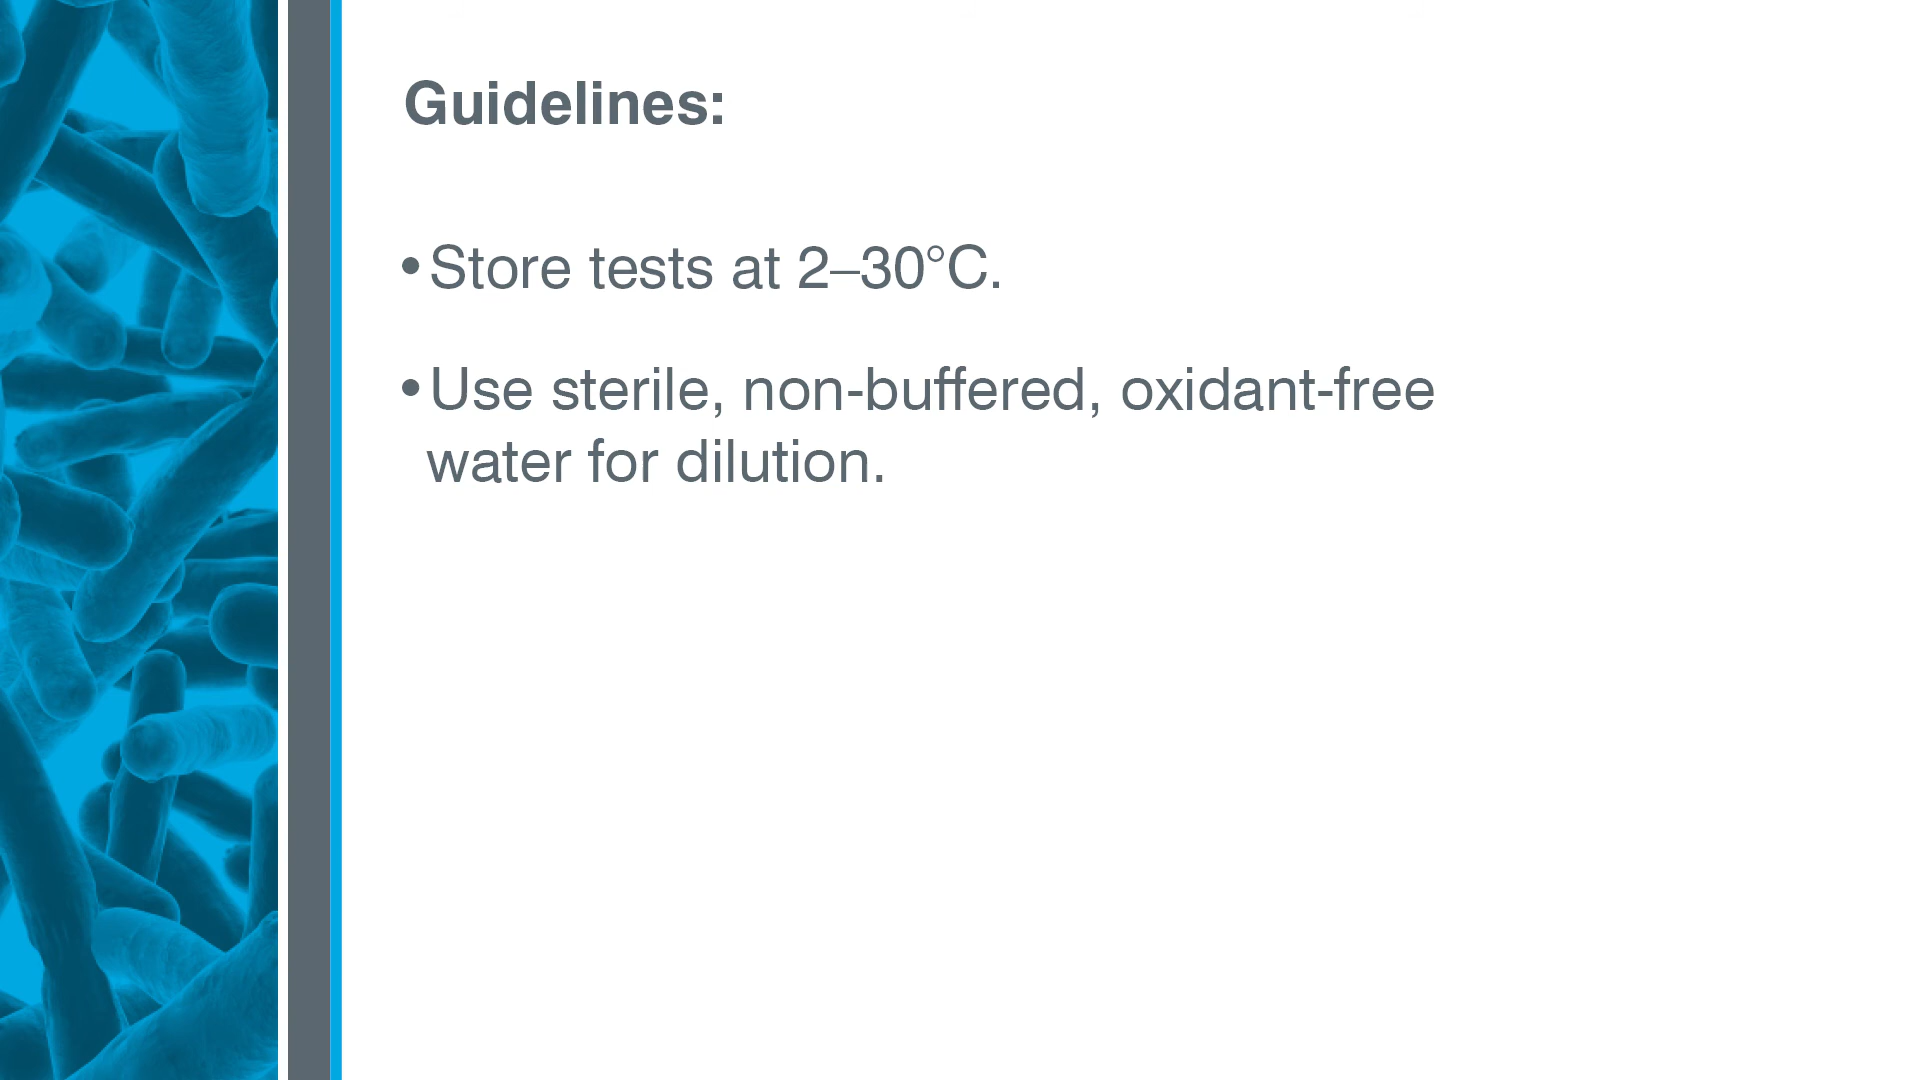 Guidelines:
•Store tests at 2–30°C.
•Use sterile, non-buffered, oxidant-free
water for dilution.